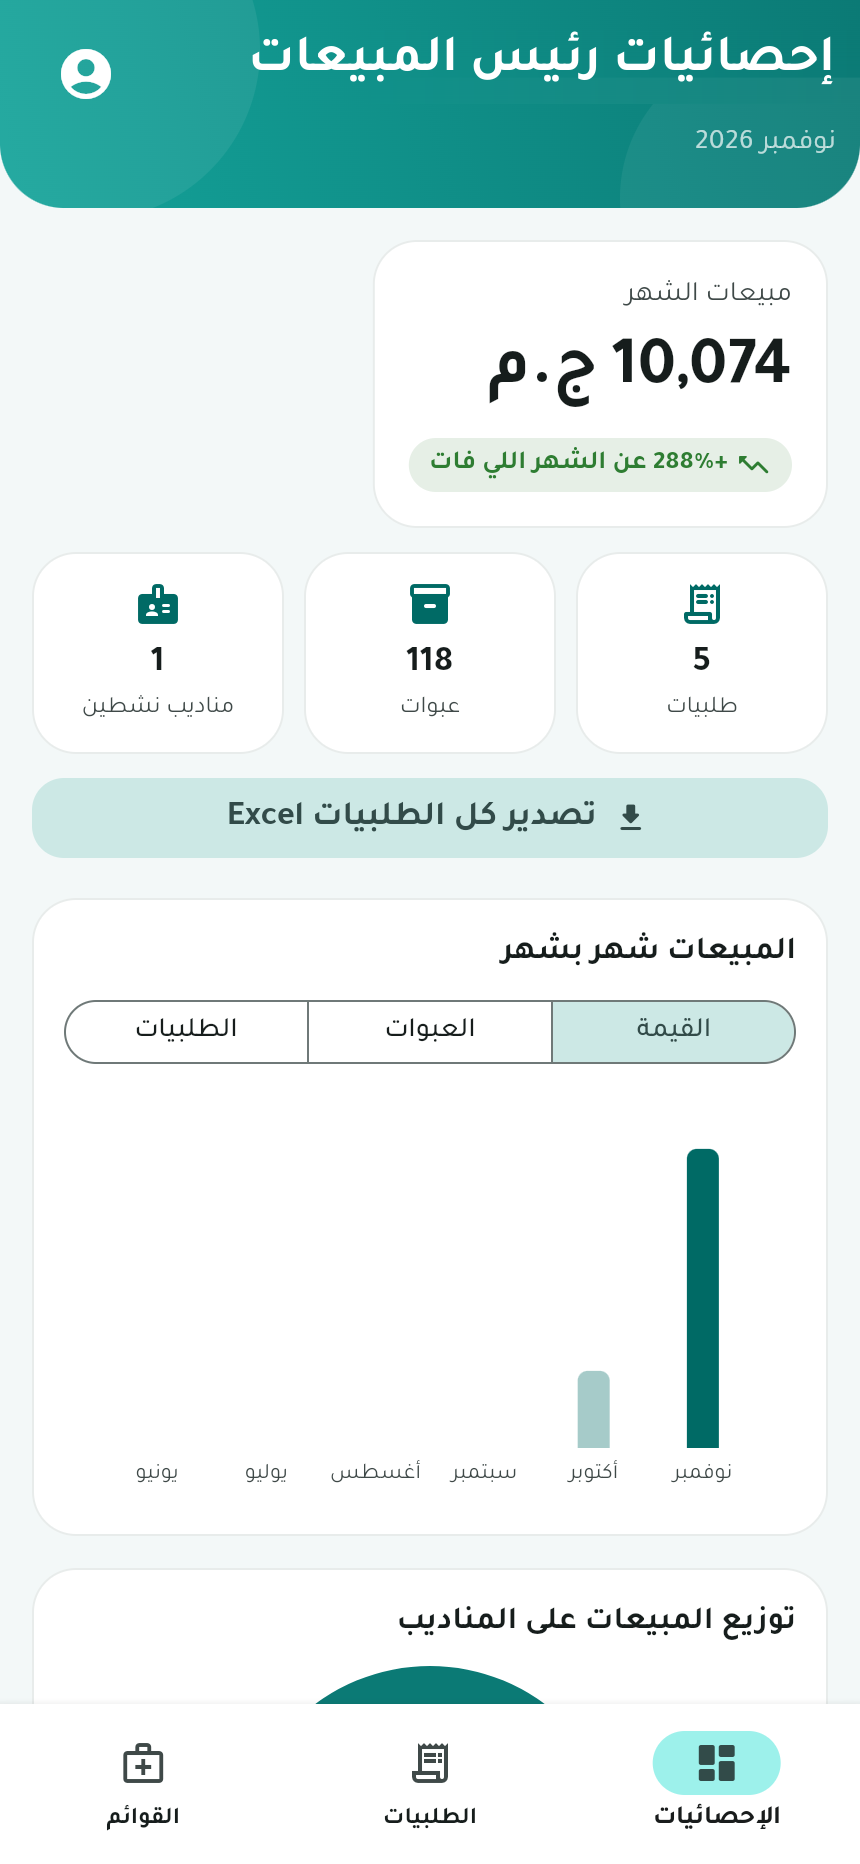 إحصائيات رئيس المبيعات
نوفمبر 2026
مبيعات الشهر
10,074 ج.م
+288% عن الشهر اللي فات
5
طلبيات
118
عبوات
1
مناديب نشطين
تصدير كل الطلبيات Excel
المبيعات شهر بشهر
القيمة
العبوات
الطلبيات
نوفمبر
أكتوبر
سبتمبر
أغسطس
يوليو
يونيو
توزيع المبيعات على المناديب
الإحصائيات
الطلبيات
القوائم